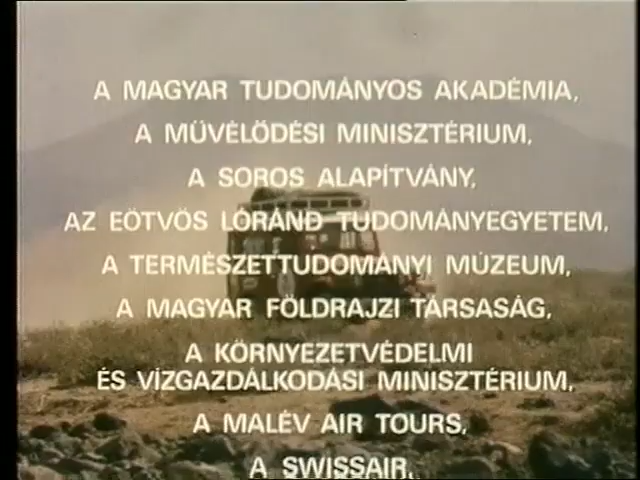 A MAGYAR TUDOMÁNYOS AKADÉMIA,
A MŰVELŐDÉSI MINISZTÉRIUM,
A SOROS ALAPÍTVÁNY,
AZ EÖTVÖS LÓRÁND TUDOMÁNYEGYETEM,
A TERMÉSZETTUDOMÁNYI MÚZEUM,
A MAGYAR FÖLDRAJZI TÁRSASÁG,
A KÖRNYEZETVÉDELMI
ÉS VÍZGAZDÁLKODÁSI MINISZTÉRIUM,
A MALÉV AIR TOURS,
A SWISSAIR,